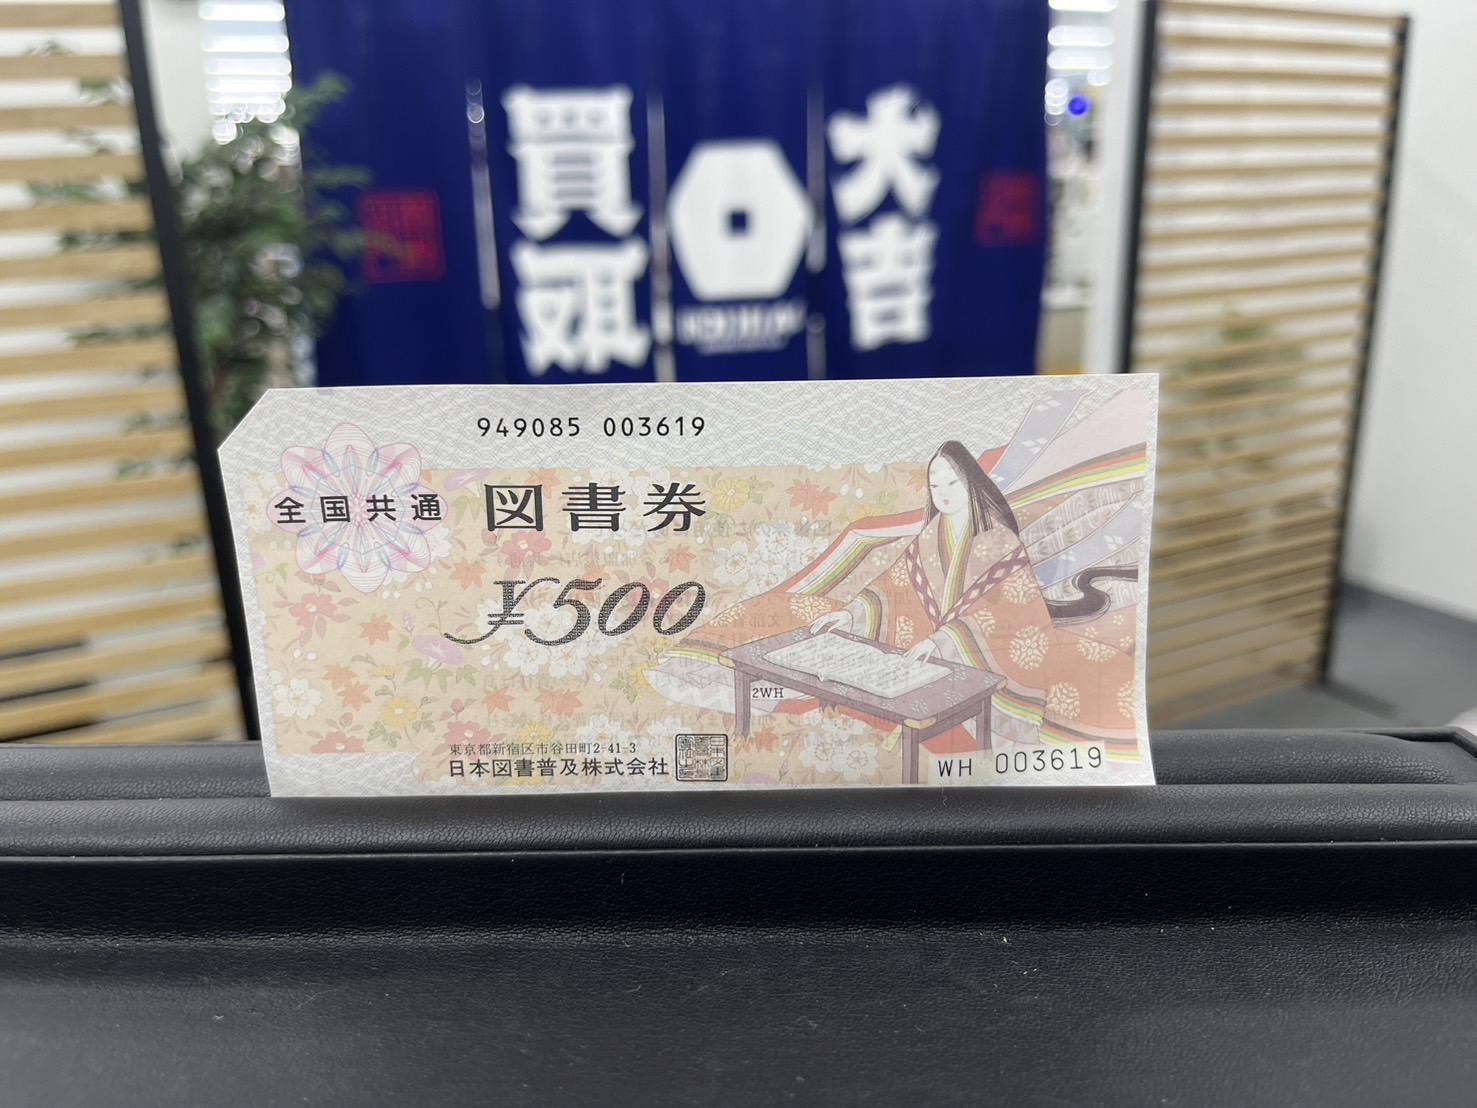 買取
大吉
949085 003619
全国共通
図書券
¥500
2WH
東京都新宿区市谷田町2-41-3
日本図書普及株式会社
WH 003619